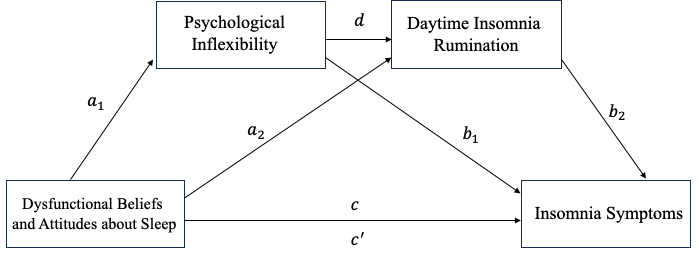 Psychological
Inflexibility
d
Daytime Insomnia
Rumination
a₁
a₂
b₁
b₂
Dysfunctional Beliefs
and Attitudes about Sleep
c
c′
Insomnia Symptoms